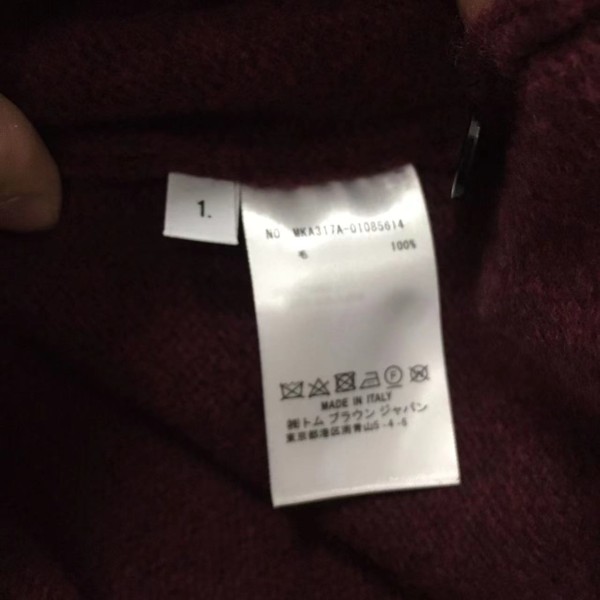 1.
NO MKA317A-01085614
毛 100%
F
MADE IN ITALY
㈱トム ブラウン ジャパン
東京都港区南青山5-4-6